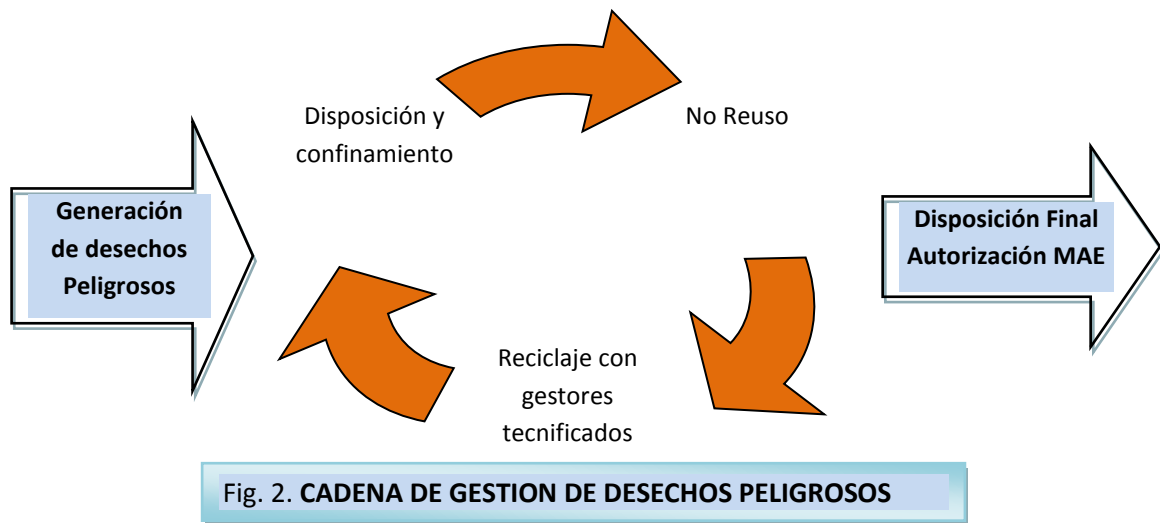 Generación
de desechos
Peligrosos
Disposición y
confinamiento
No Reuso
Reciclaje con
gestores
tecnificados
Disposición Final
Autorización MAE
Fig. 2. CADENA DE GESTION DE DESECHOS PELIGROSOS